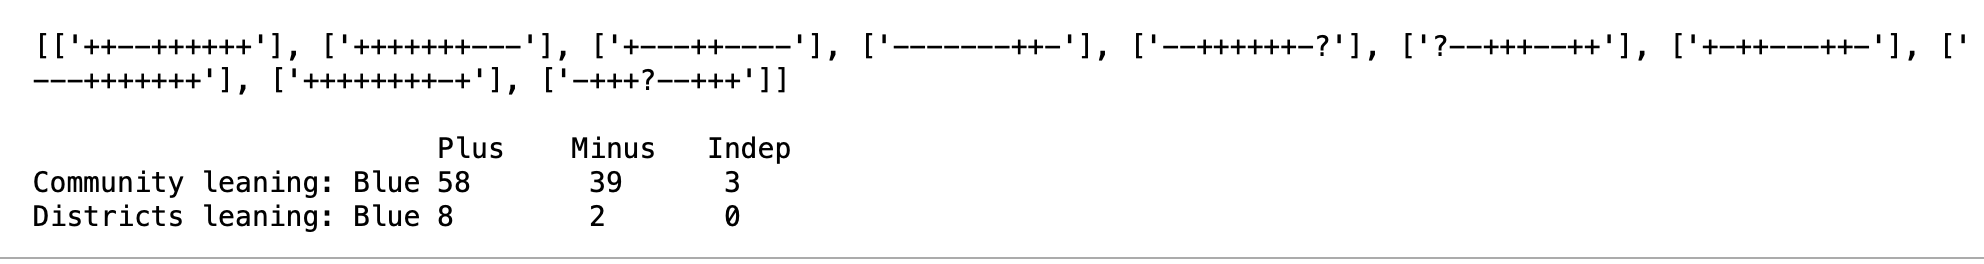 [['++--++++++'], ['+++++++---'], ['+---++----'], ['-------++-'], ['--++++++-?'], ['?--+++--++'], ['+-++---++-'], ['
---+++++++'], ['++++++++-+'], ['-+++?--+++']]
Plus Minus Indep
Community leaning: Blue 58 39 3
Districts leaning: Blue 8 2 0